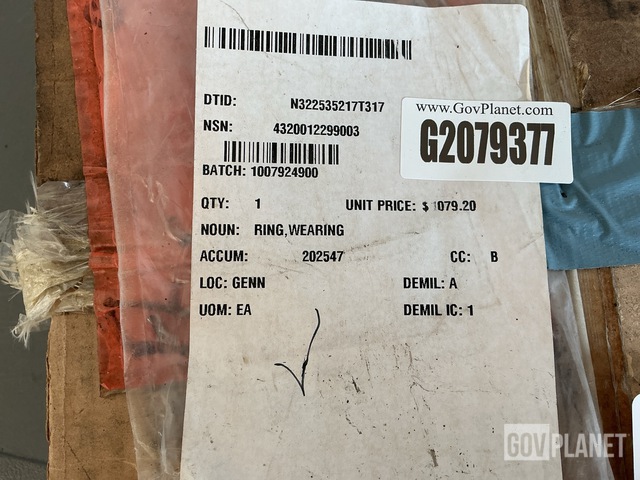 DTID: N322535217T317
NSN: 4320012299003
www.GovPlanet.com
G2079377
BATCH: 1007924900
QTY: 1 UNIT PRICE: $ 1079.20
NOUN: RING,WEARING
ACCUM: 202547 CC: B
LOC: GENN DEMIL: A
UOM: EA DEMIL IC: 1
GOVPLANET